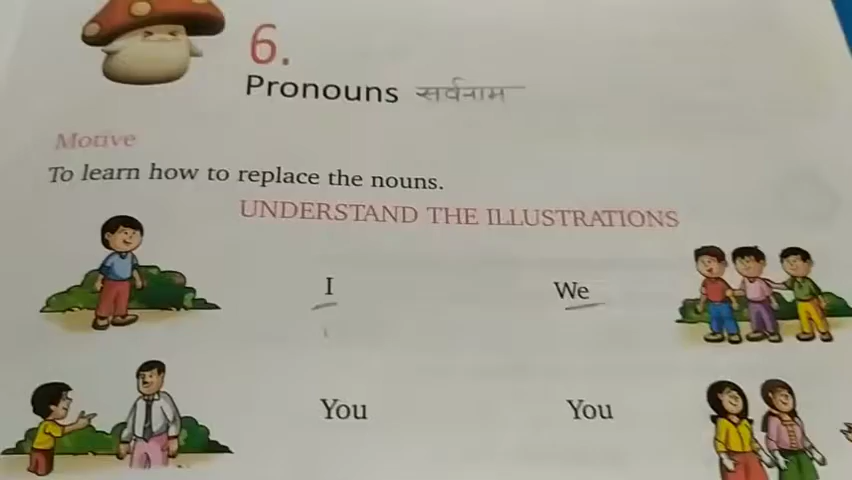 6.
Pronouns सर्वनाम
Motive
To learn how to replace the nouns.
UNDERSTAND THE ILLUSTRATIONS
I We
You You